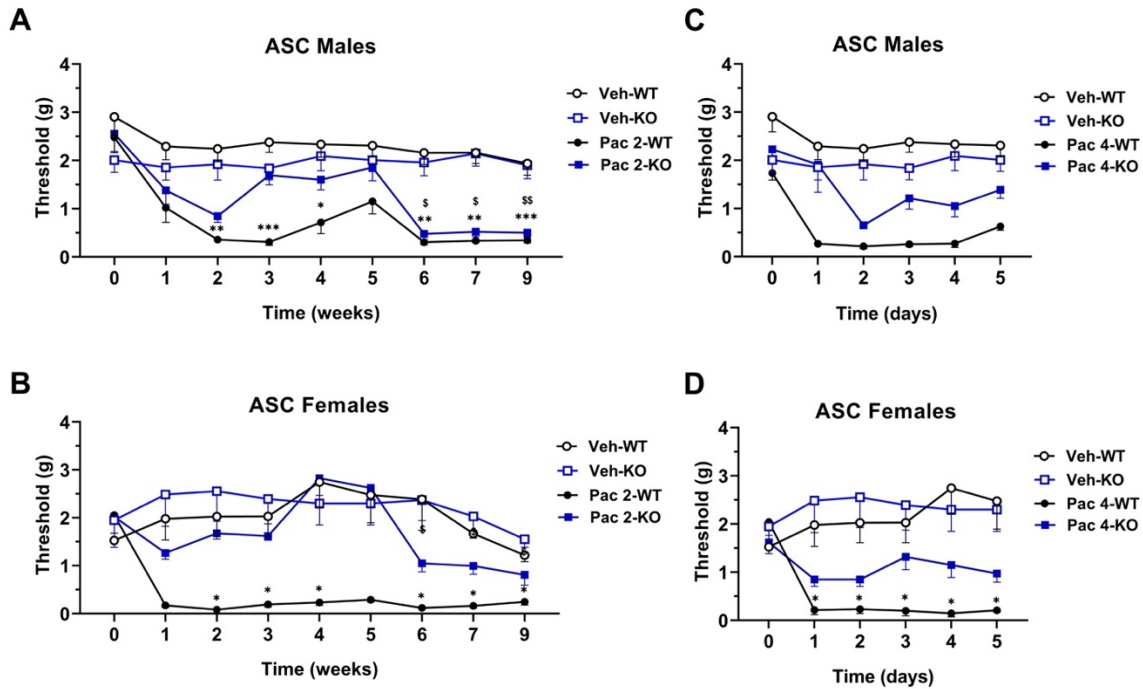 A
ASC Males
Threshold (g)
4
3
2
1
0
0 1 2 3 4 5 6 7 9
Time (weeks)
** *** * ** ** ***
$ $ $$
Veh-WT
Veh-KO
Pac 2-WT
Pac 2-KO
C
ASC Males
Threshold (g)
4
3
2
1
0
0 1 2 3 4 5
Time (days)
Veh-WT
Veh-KO
Pac 4-WT
Pac 4-KO
B
ASC Females
Threshold (g)
4
3
2
1
0
0 1 2 3 4 5 6 7 9
Time (weeks)
$
* * * * * *
Veh-WT
Veh-KO
Pac 2-WT
Pac 2-KO
D
ASC Females
Threshold (g)
4
3
2
1
0
0 1 2 3 4 5
Time (days)
* * * * *
Veh-WT
Veh-KO
Pac 4-WT
Pac 4-KO